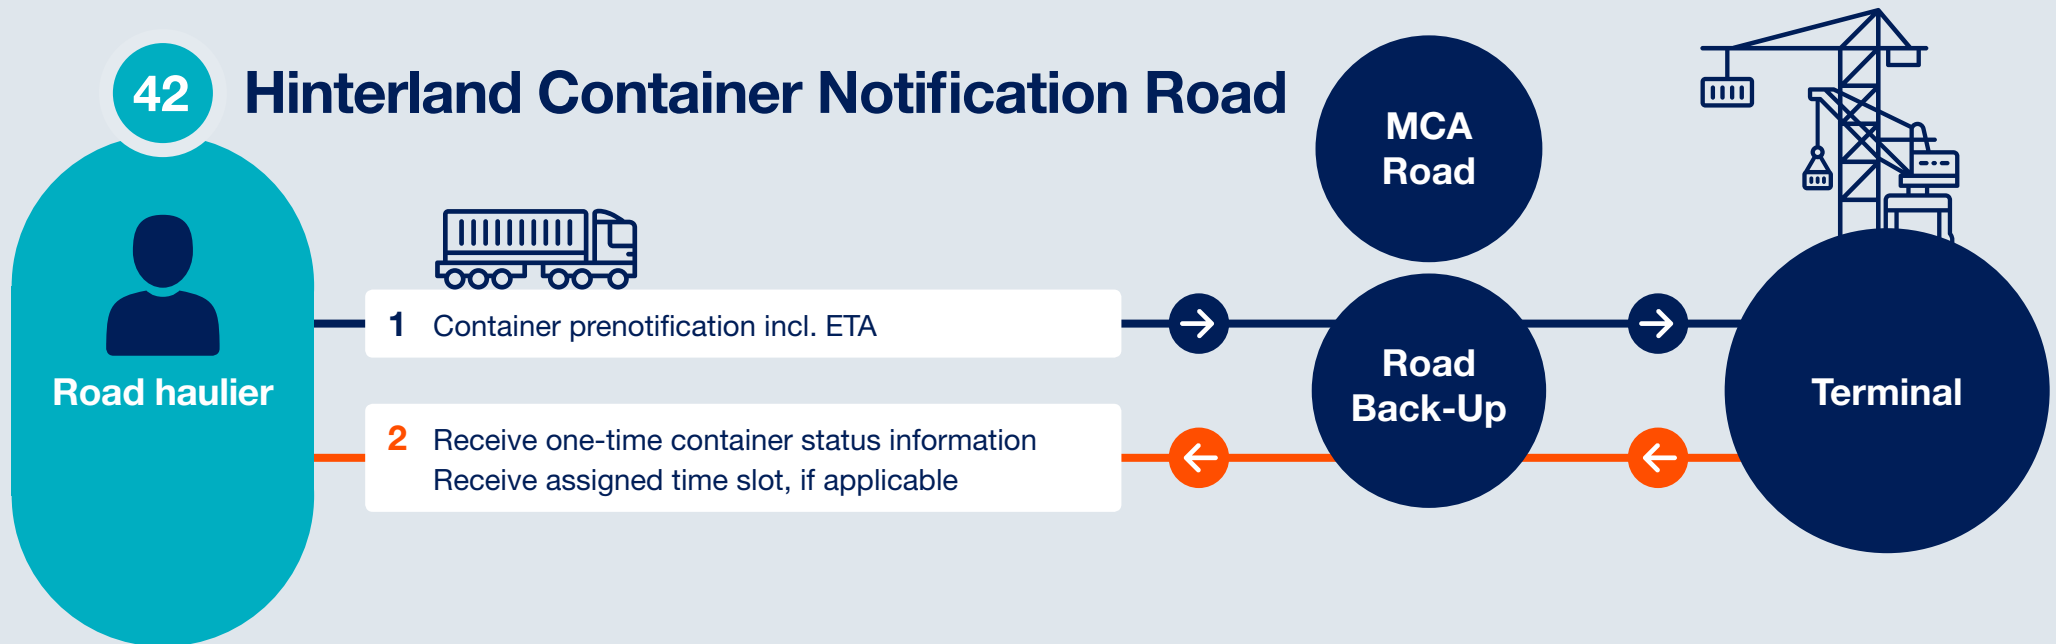 42
Hinterland Container Notification Road
MCA
Road
Road haulier
1 Container prenotification incl. ETA
2 Receive one-time container status information
Receive assigned time slot, if applicable
Road
Back-Up
Terminal